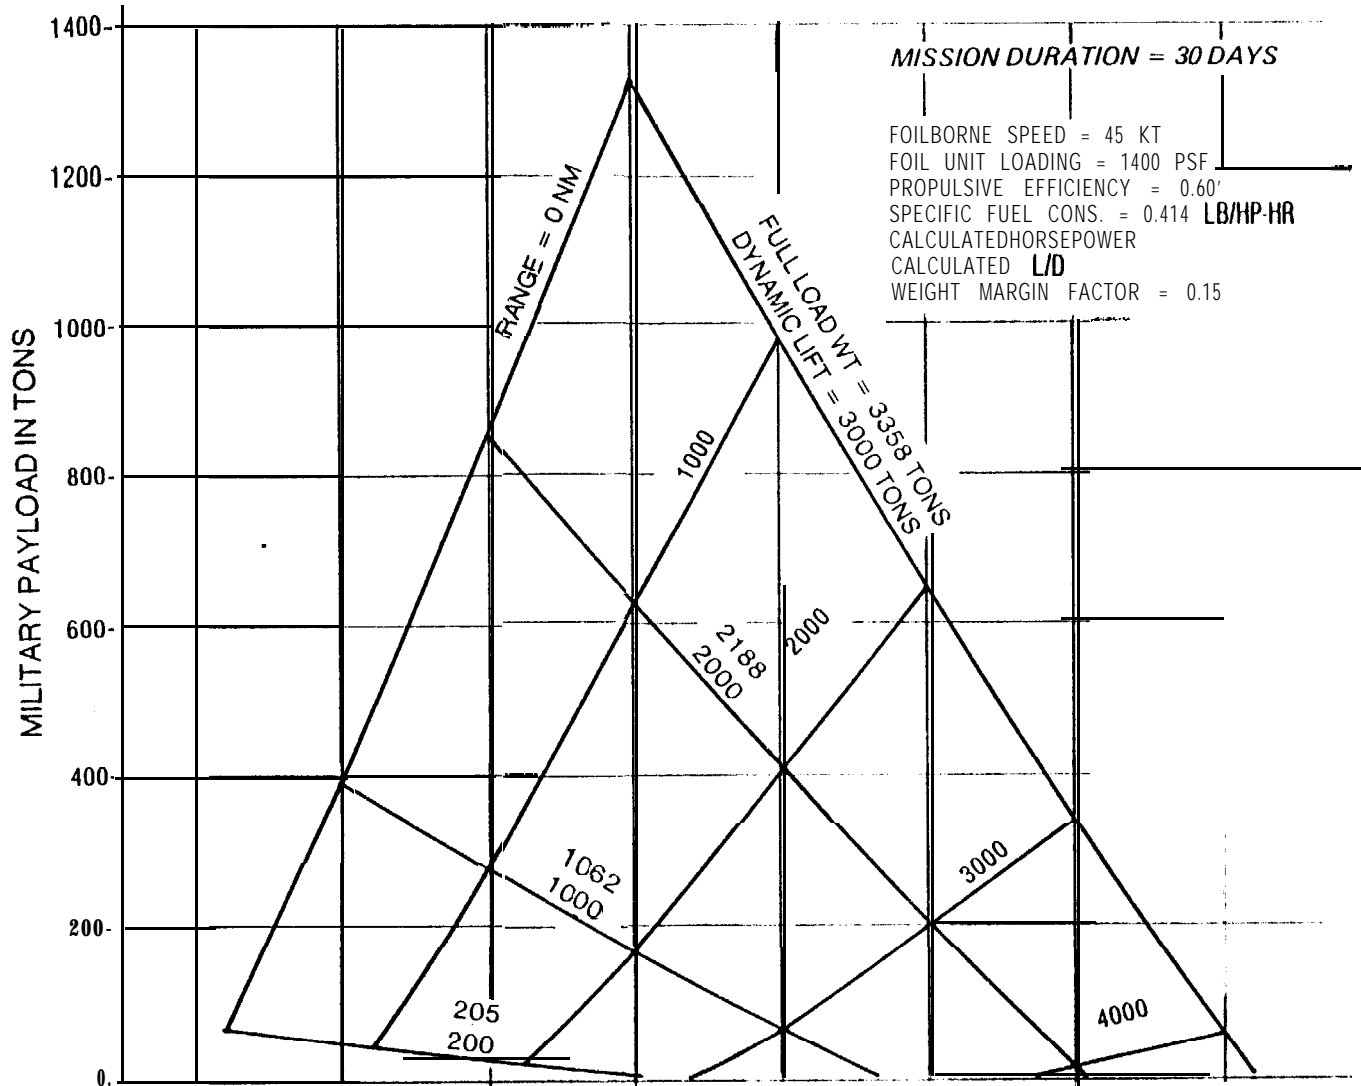 1400-
1200-
1000-
800-
600-
400-
200-
0.
MILITARY PAYLOAD IN TONS
MISSION DURATION = 30 DAYS
FOILBORNE SPEED = 45 KT
FOIL UNIT LOADING = 1400 PSF
PROPULSIVE EFFICIENCY = 0.60'
SPECIFIC FUEL CONS. = 0.414 LB/HP-HR
CALCULATEDHORSEPOWER
CALCULATED L/D
WEIGHT MARGIN FACTOR = 0.15
RANGE = 0 NM
FULL LOAD WT = 3358 TONS
DYNAMIC LIFT = 3000 TONS
1000
2188
2000
2000
1062
1000
3000
205
200
4000